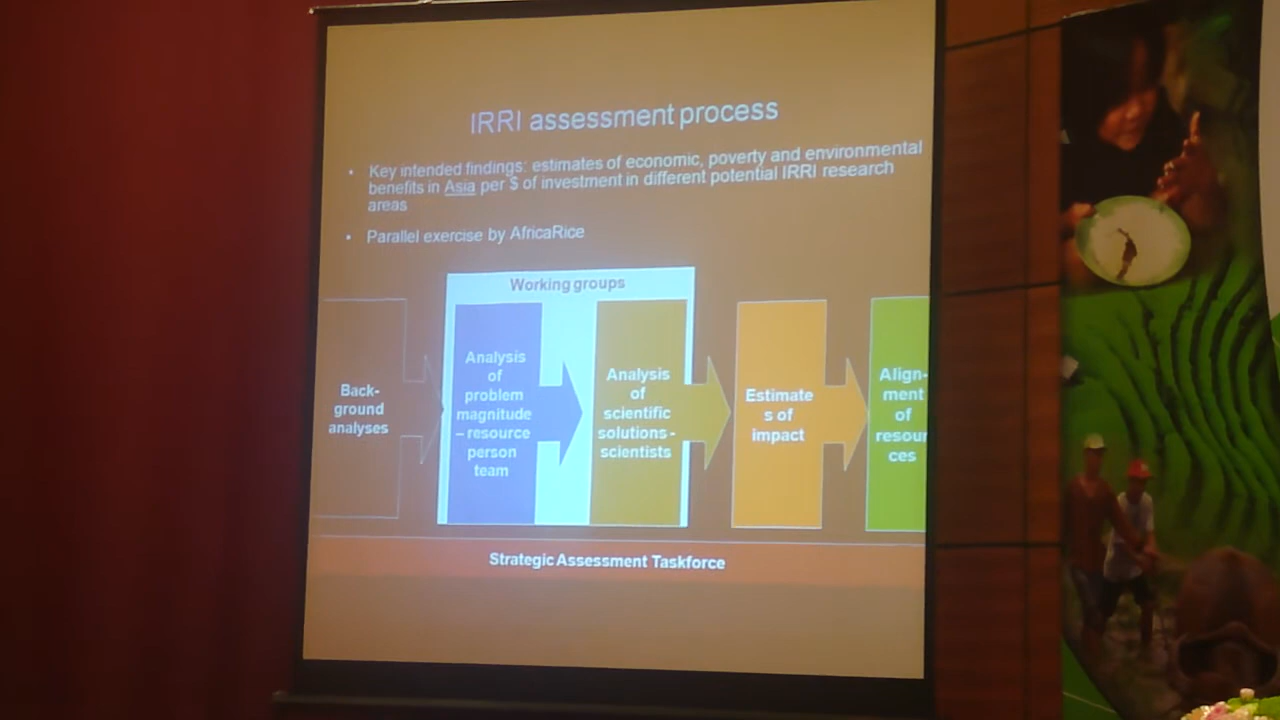 IRRI assessment process
• Key intended findings: estimates of economic, poverty and environmental
benefits in Asia per $ of investment in different potential IRRI research
areas
• Parallel exercise by AfricaRice
Working groups
Back-
ground
analyses
Analysis
of
problem
magnitude
– resource
person
team
Analysis
of
scientific
solutions -
scientists
Estimate
s of
impact
Align-
ment
of
resour
ces
Strategic Assessment Taskforce